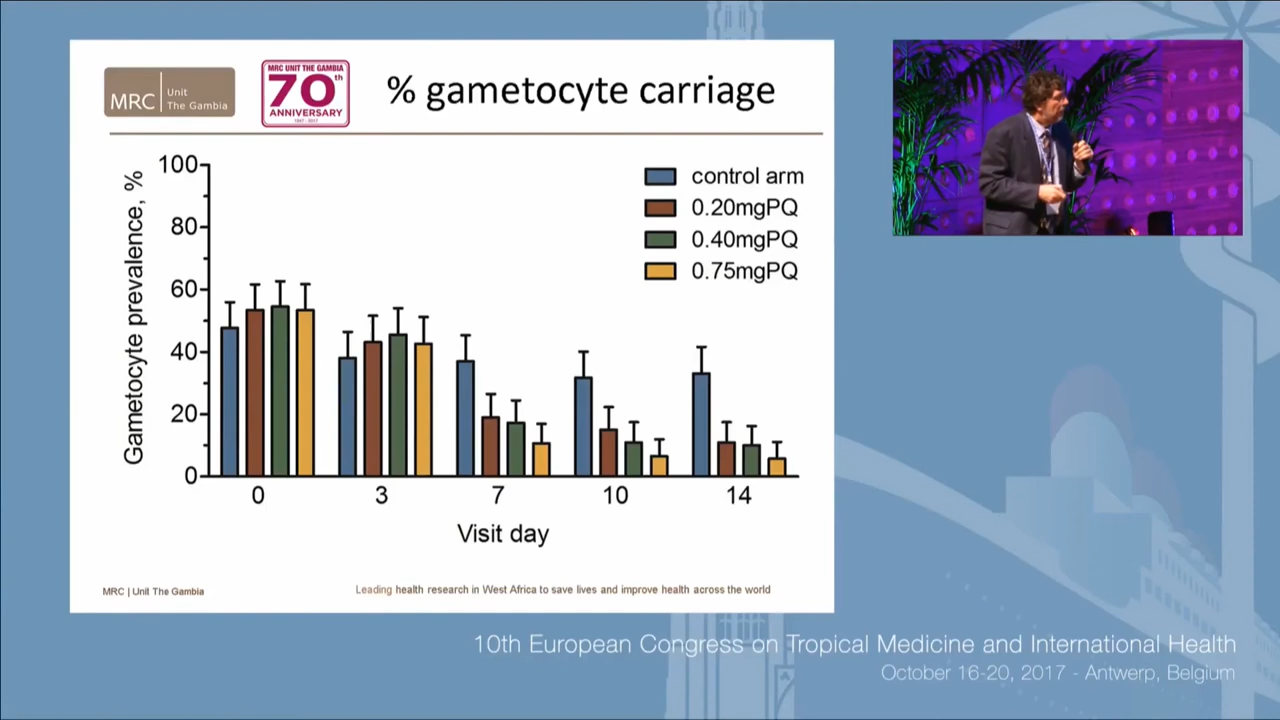 MRC
Unit
The Gambia
MRC UNIT THE GAMBIA
70th
ANNIVERSARY
1947 - 2017
% gametocyte carriage
Gametocyte prevalence, %
100
80
60
40
20
0
control arm
0.20mgPQ
0.40mgPQ
0.75mgPQ
0 3 7 10 14
Visit day
MRC | Unit The Gambia
Leading health research in West Africa to save lives and improve health across the world
10th European Congress on Tropical Medicine and International Health
October 16-20, 2017 - Antwerp, Belgium